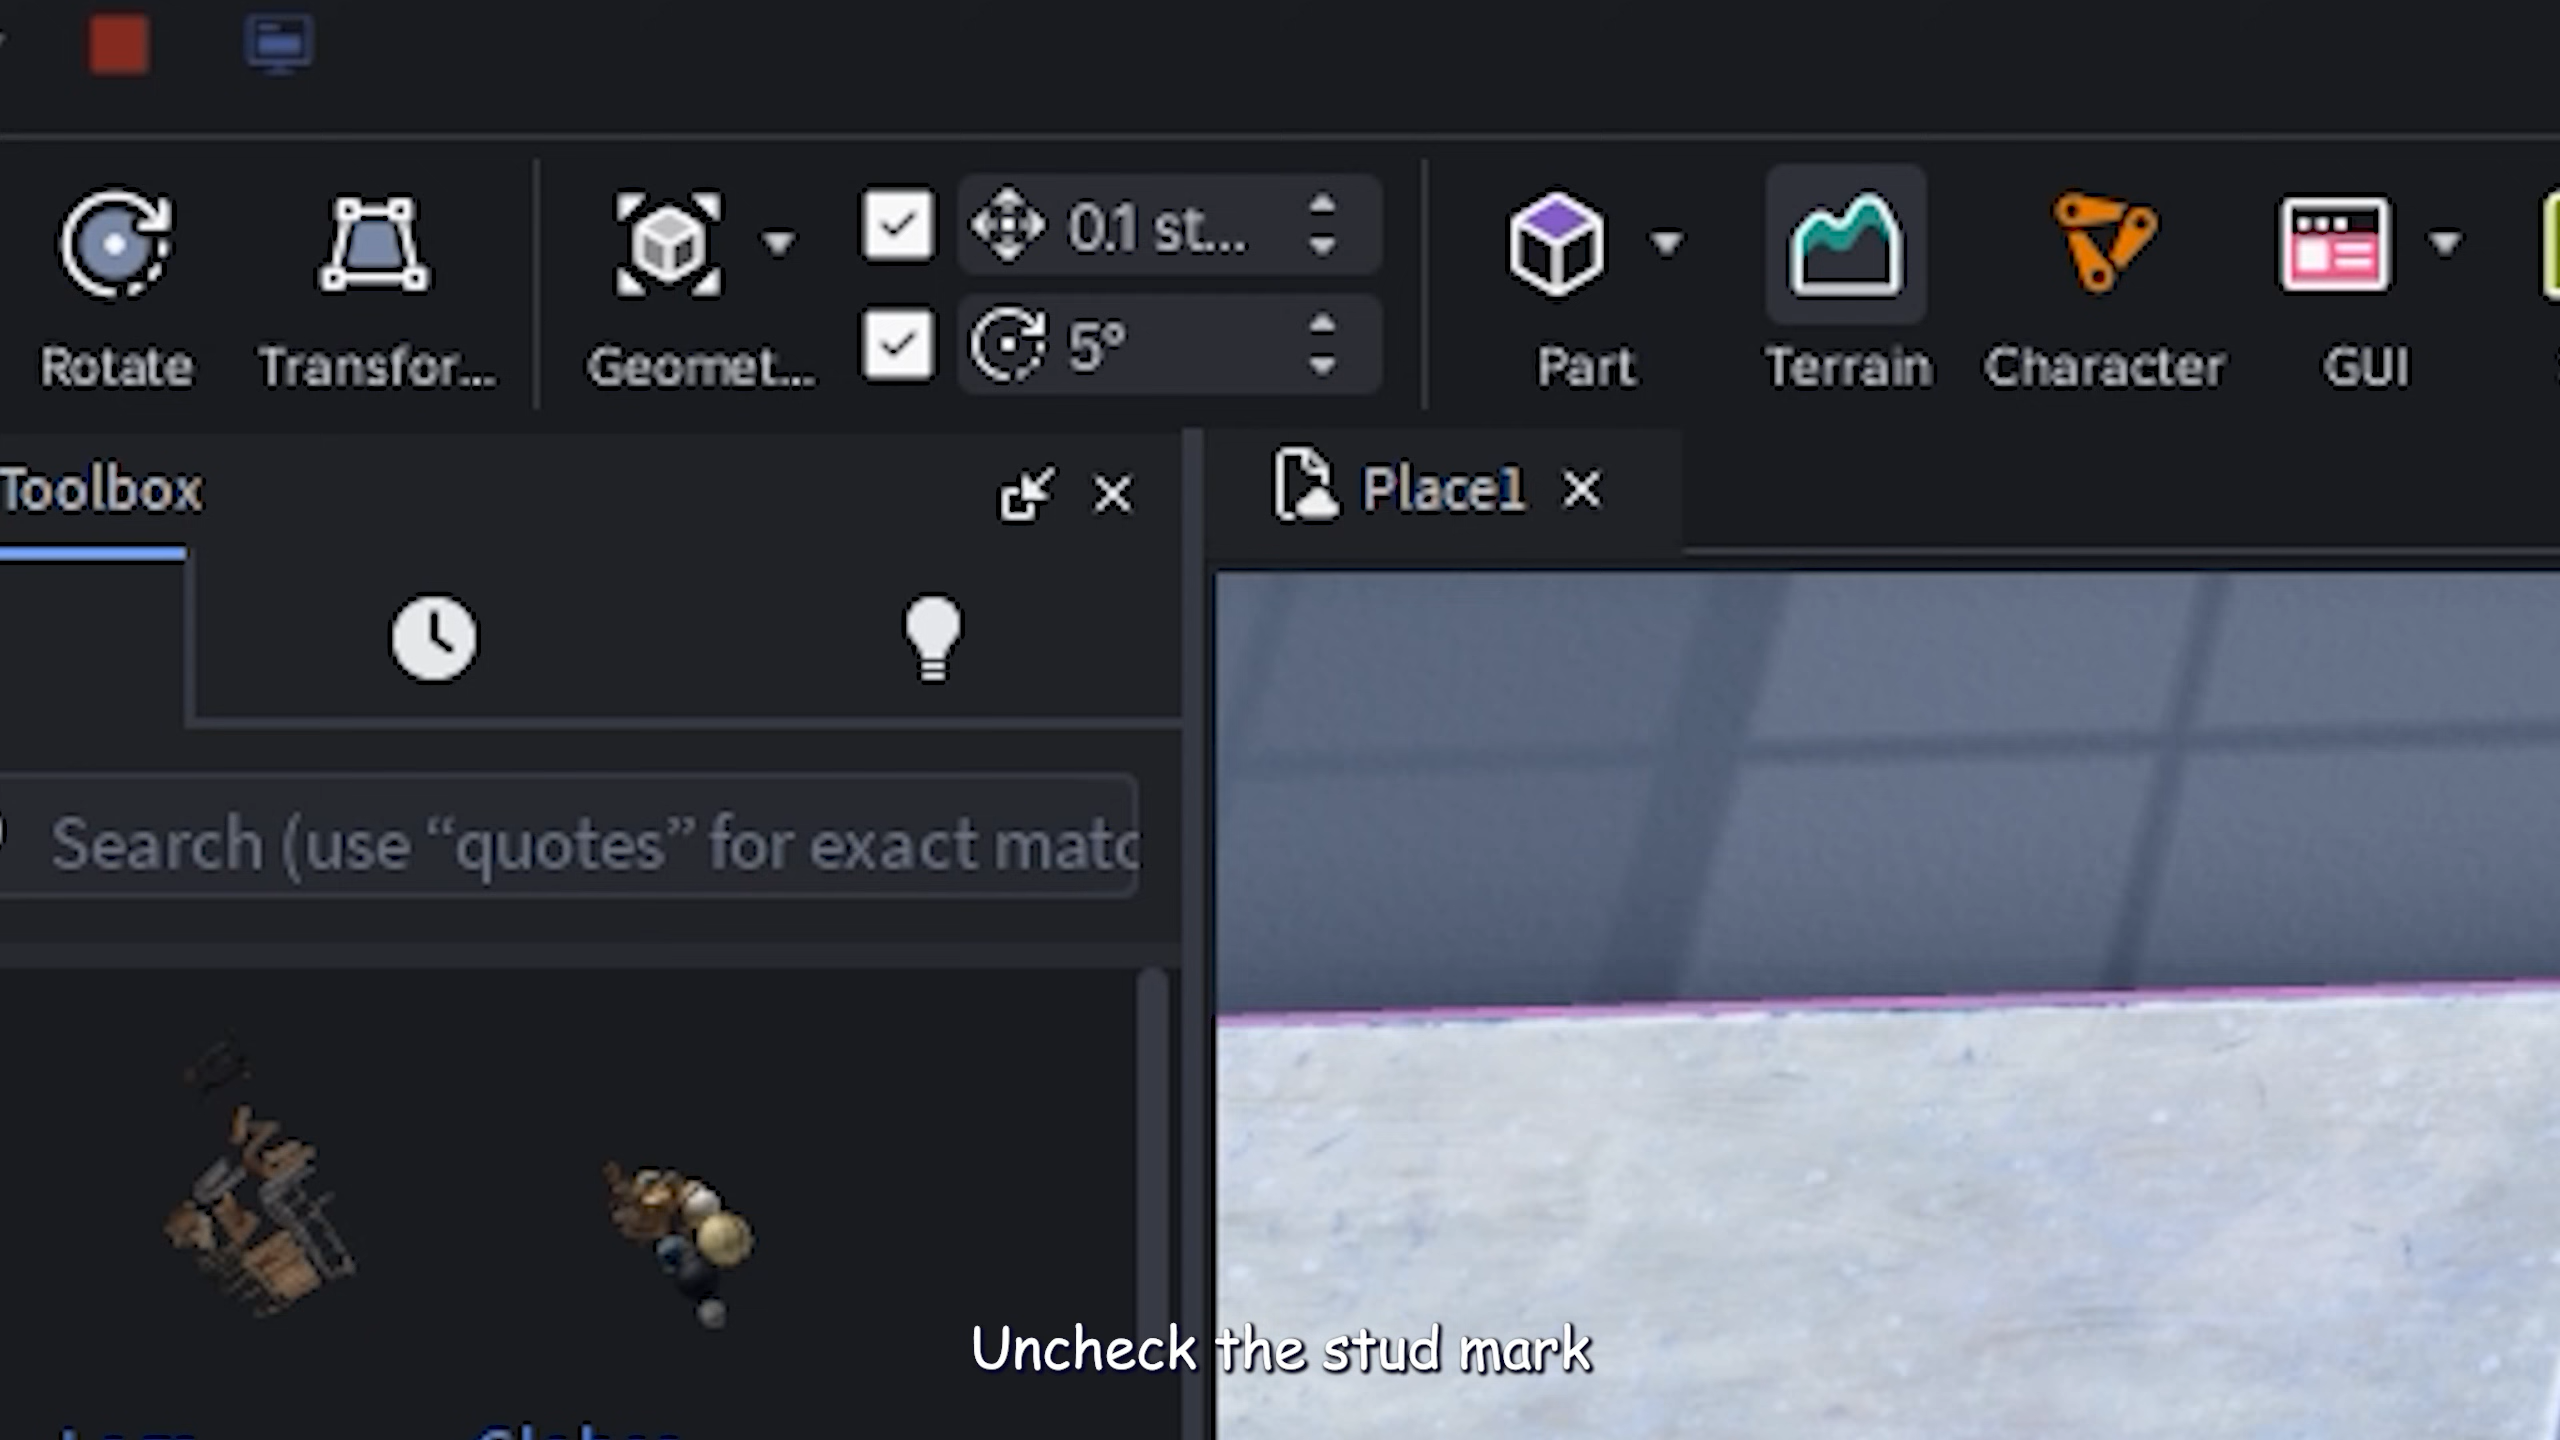 0.1 st...
5°
Rotate
Transfor...
Geomet...
Part
Terrain
Character
GUI
Toolbox
Place1
Search (use “quotes” for exact matc
Uncheck the stud mark